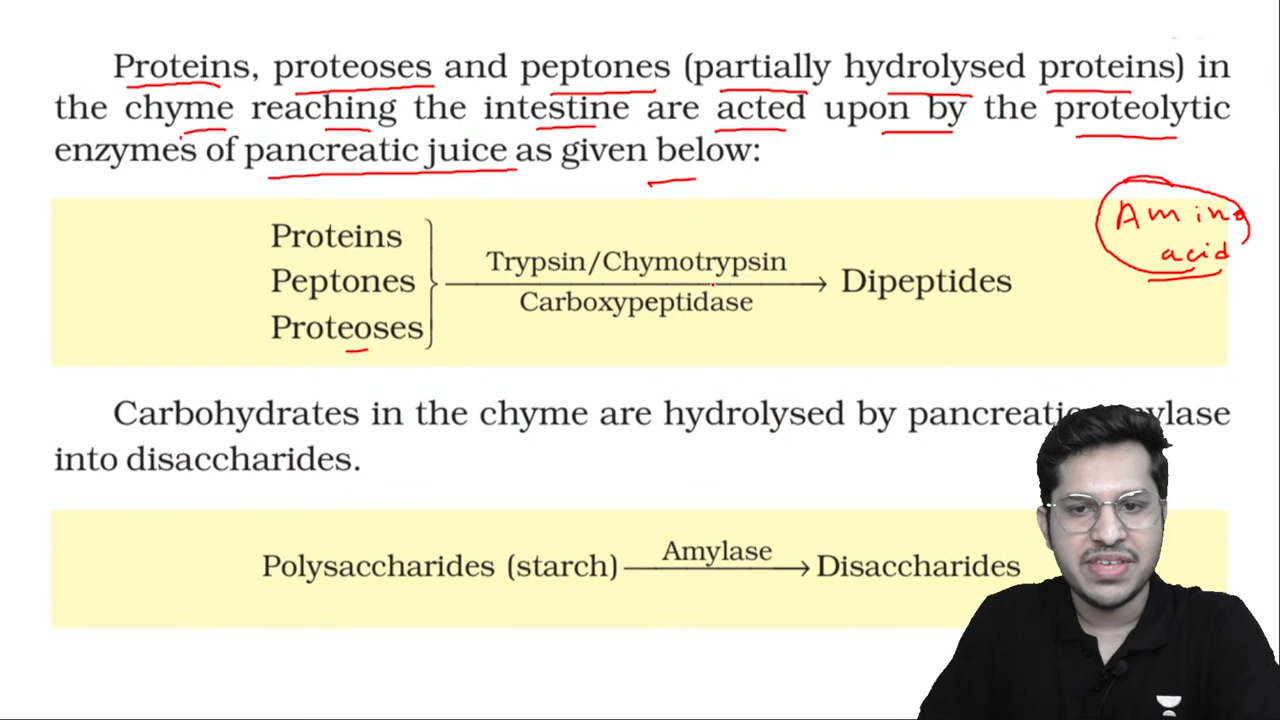 Proteins, proteoses and peptones (partially hydrolysed proteins) in
the chyme reaching the intestine are acted upon by the proteolytic
enzymes of pancreatic juice as given below:
Amino
acid
Proteins
Peptones
Proteoses
Trypsin/Chymotrypsin
Carboxypeptidase
Dipeptides
Carbohydrates in the chyme are hydrolysed by pancreatic amylase
into disaccharides.
Polysaccharides (starch)
Amylase
Disaccharides